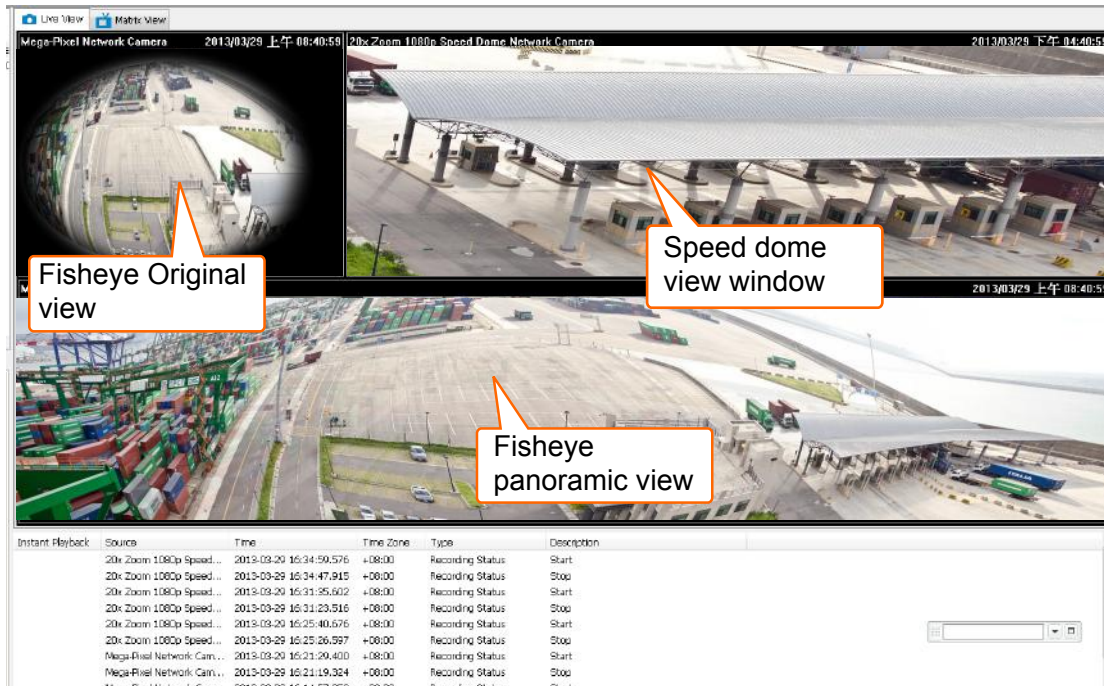 Live View
Matrix View
Mega-Pixel Network Camera 2013/03/29 上午 08:40:59
20x Zoom 1080p Speed Dome Network Camera 2013/03/29 下午 04:40:59
Speed dome
view window
Fisheye Original
view
M
2013/03/29 上午 08:40:59
Fisheye
panoramic view
Instant Playback Source Time Time Zone Type Description
20x Zoom 1080p Speed... 2013-03-29 16:34:59.576 +08:00 Recording Status Start
20x Zoom 1080p Speed... 2013-03-29 16:34:47.915 +08:00 Recording Status Stop
20x Zoom 1080p Speed... 2013-03-29 16:31:35.602 +08:00 Recording Status Start
20x Zoom 1080p Speed... 2013-03-29 16:31:23.516 +08:00 Recording Status Stop
20x Zoom 1080p Speed... 2013-03-29 16:25:40.676 +08:00 Recording Status Start
20x Zoom 1080p Speed... 2013-03-29 16:25:26.597 +08:00 Recording Status Stop
Mega-Pixel Network Cam... 2013-03-29 16:21:29.400 +08:00 Recording Status Start
Mega-Pixel Network Cam... 2013-03-29 16:21:19.324 +08:00 Recording Status Stop